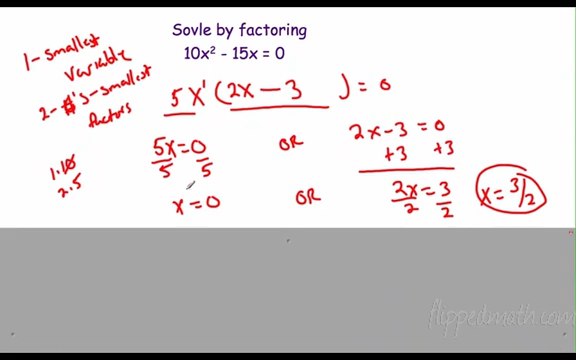 Sovle by factoring
10x² - 15x = 0
1 - smallest
variable
2 - #'s - smallest
factors
5x¹ (2x - 3 ) = 0
1.10
2.5
5x = 0 OR 2x - 3 = 0
5 5 +3 +3
x = 0 OR 2x = 3 x = 3/2
2 2
flippedmath.com